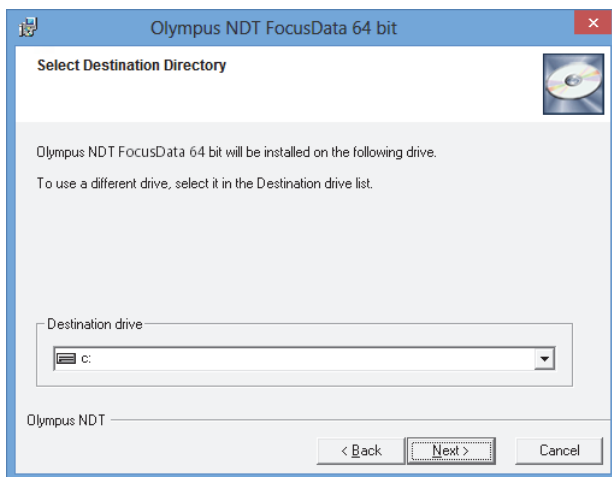 Olympus NDT FocusData 64 bit
Select Destination Directory
Olympus NDT FocusData 64 bit will be installed on the following drive.
To use a different drive, select it in the Destination drive list.
Destination drive
c:
Olympus NDT
< Back Next > Cancel